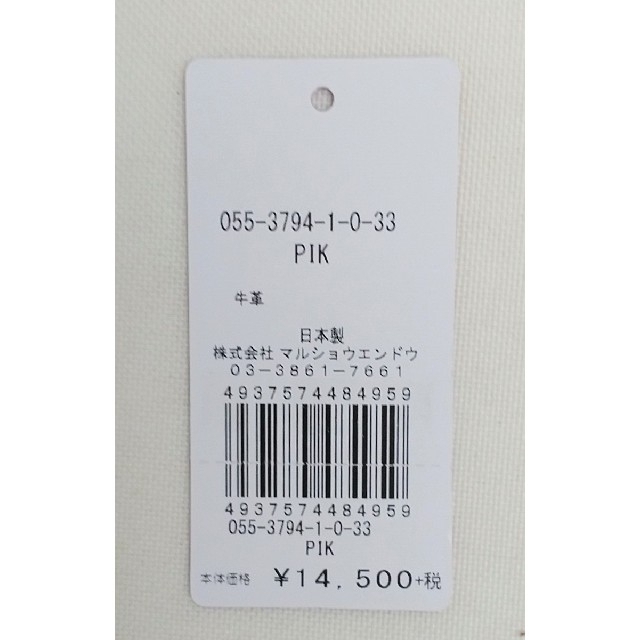 055-3794-1-0-33
PIK
牛革
日本製
株式会社 マルショウエンドウ
03-3861-7661
4937574484959
4937574484959
055-3794-1-0-33
PIK
本体価格 ¥14,500+税